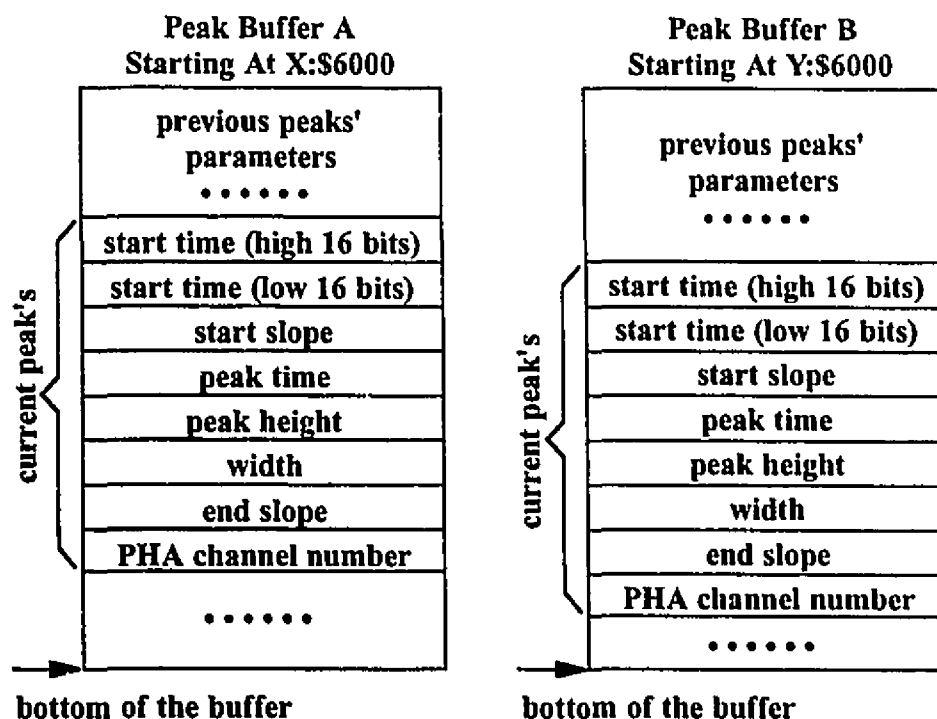 Peak Buffer A
Starting At X:$6000
previous peaks'
parameters
• • • • • •
current peak's
start time (high 16 bits)
start time (low 16 bits)
start slope
peak time
peak height
width
end slope
PHA channel number
• • • • • •
bottom of the buffer
Peak Buffer B
Starting At Y:$6000
previous peaks'
parameters
• • • • • •
current peak's
start time (high 16 bits)
start time (low 16 bits)
start slope
peak time
peak height
width
end slope
PHA channel number
• • • • • •
bottom of the buffer